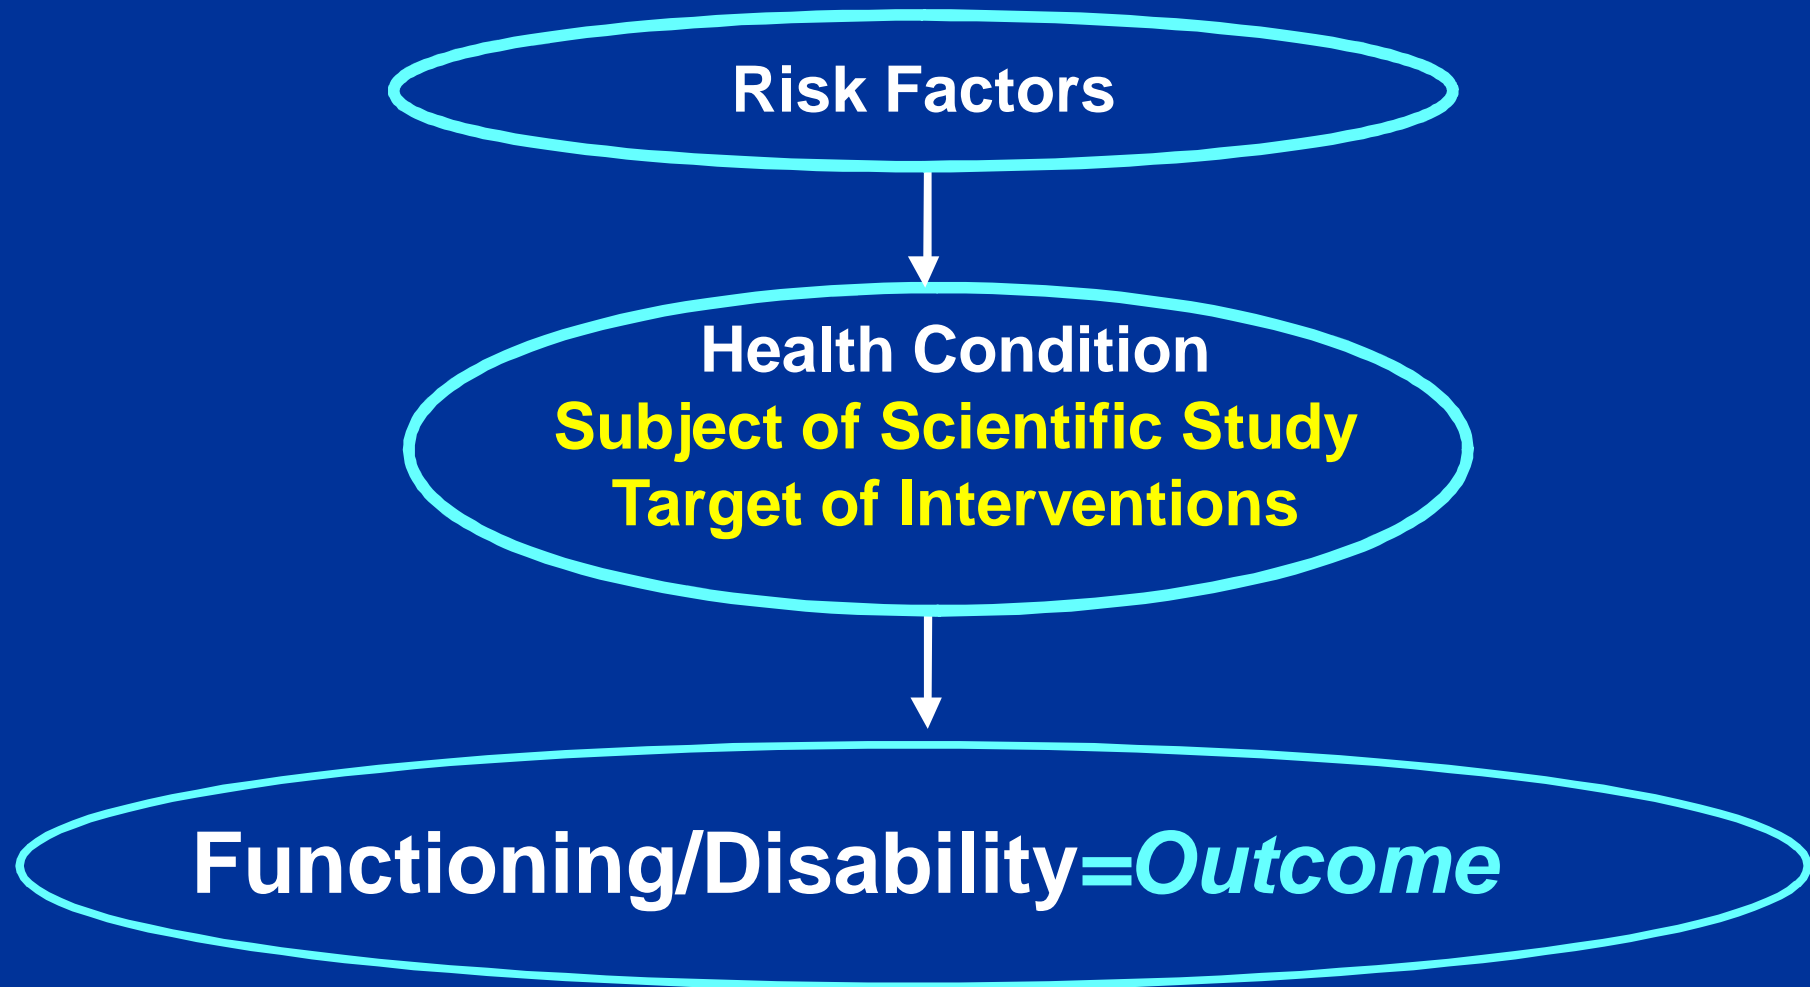 Risk Factors
Health Condition
Subject of Scientific Study
Target of Interventions
Functioning/Disability=Outcome